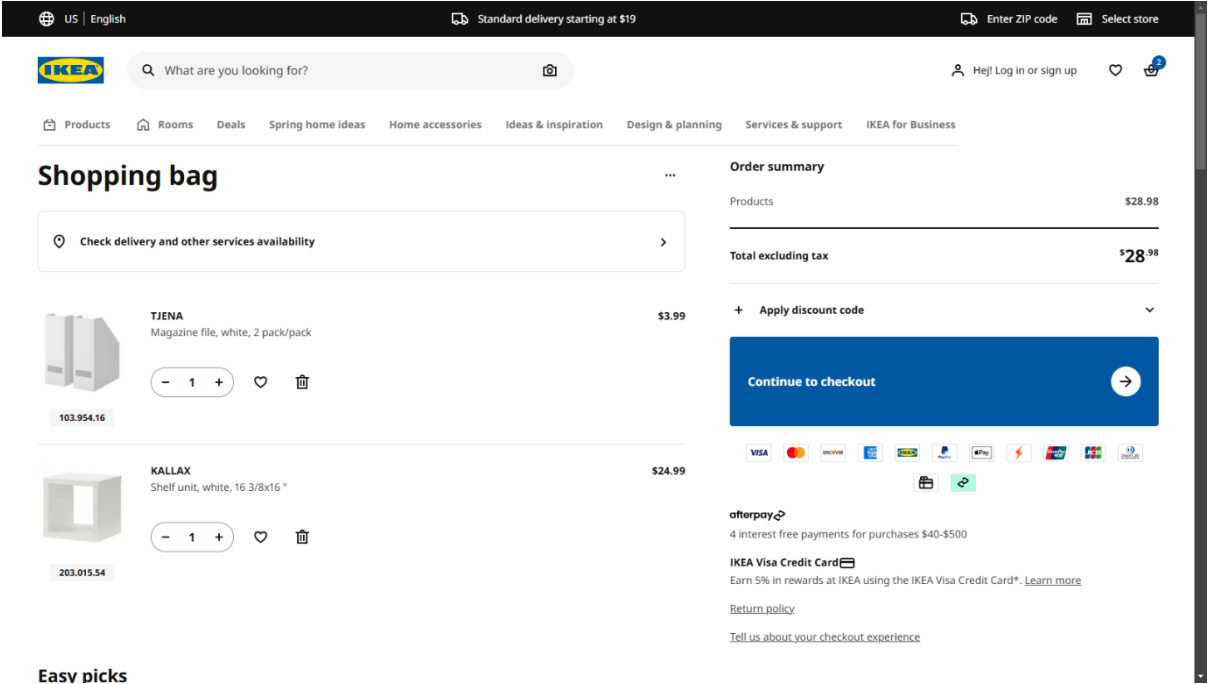 US | English
Standard delivery starting at $19
Enter ZIP code
Select store
IKEA
What are you looking for?
Hej! Log in or sign up
2
Products
Rooms
Deals
Spring home ideas
Home accessories
Ideas & inspiration
Design & planning
Services & support
IKEA for Business
Shopping bag
...
Check delivery and other services availability
TJENA
$3.99
Magazine file, white, 2 pack/pack
- 1 +
103.954.16
KALLAX
$24.99
Shelf unit, white, 16 3/8x16 "
- 1 +
203.015.54
Easy picks
Order summary
Products
$28.98
Total excluding tax
$28.98
+ Apply discount code
Continue to checkout
VISA
DISCOVER
IKEA
PayPal
Pay
JCB
afterpay
4 interest free payments for purchases $40-$500
IKEA Visa Credit Card
Earn 5% in rewards at IKEA using the IKEA Visa Credit Card*. Learn more
Return policy
Tell us about your checkout experience